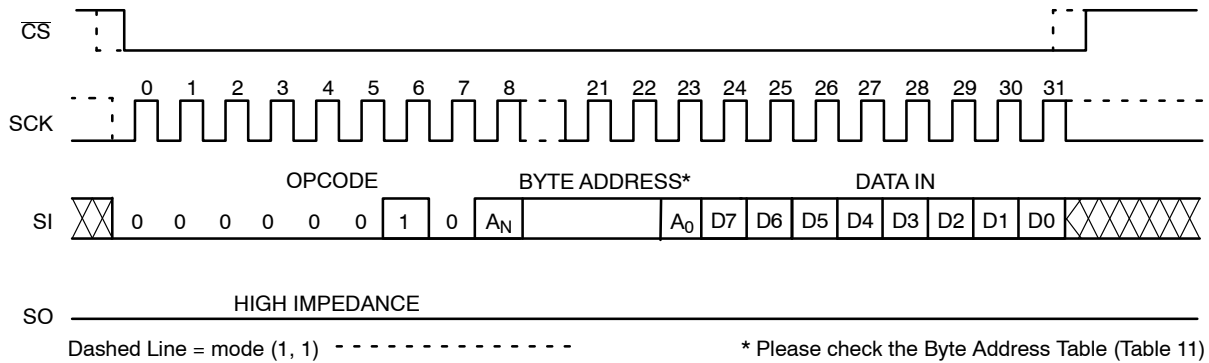 CS
0 1 2 3 4 5 6 7 8 21 22 23 24 25 26 27 28 29 30 31
SCK
OPCODE BYTE ADDRESS* DATA IN
SI 0 0 0 0 0 0 1 0 AN A0 D7 D6 D5 D4 D3 D2 D1 D0
HIGH IMPEDANCE
SO
Dashed Line = mode (1, 1) * Please check the Byte Address Table (Table 11)